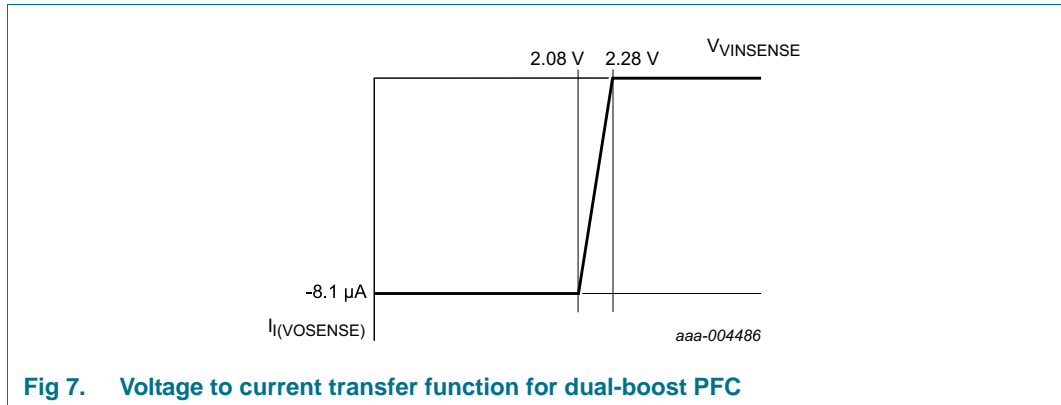 VVINSENSE
2.08 V 2.28 V
-8.1 μA
II(VOSENSE)
aaa-004486
Fig 7. Voltage to current transfer function for dual-boost PFC